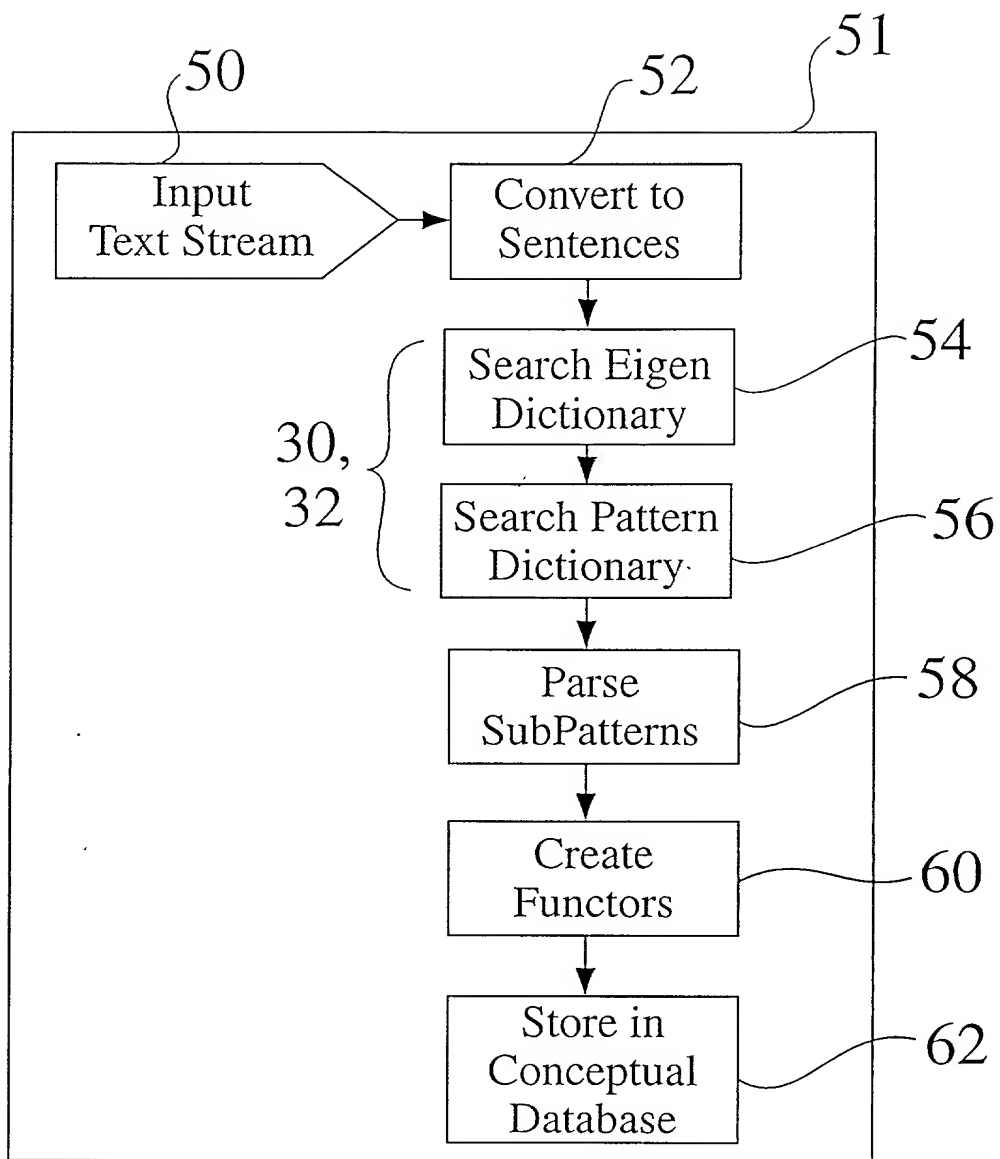 51
50
52
Input
Text Stream
Convert to
Sentences
54
Search Eigen
Dictionary
30,
32
56
Search Pattern
Dictionary
58
Parse
SubPatterns
60
Create
Functors
62
Store in
Conceptual
Database